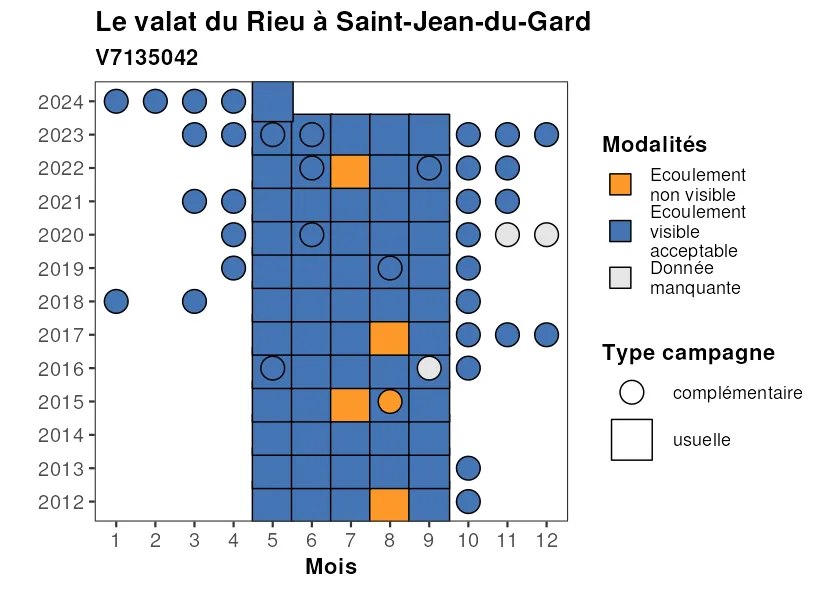 Le valat du Rieu à Saint-Jean-du-Gard
V7135042
2024
2023
2022
2021
2020
2019
2018
2017
2016
2015
2014
2013
2012
1 2 3 4 5 6 7 8 9 10 11 12
Mois
Modalités
Ecoulement
non visible
Ecoulement
visible
acceptable
Donnée
manquante
Type campagne
complémentaire
usuelle